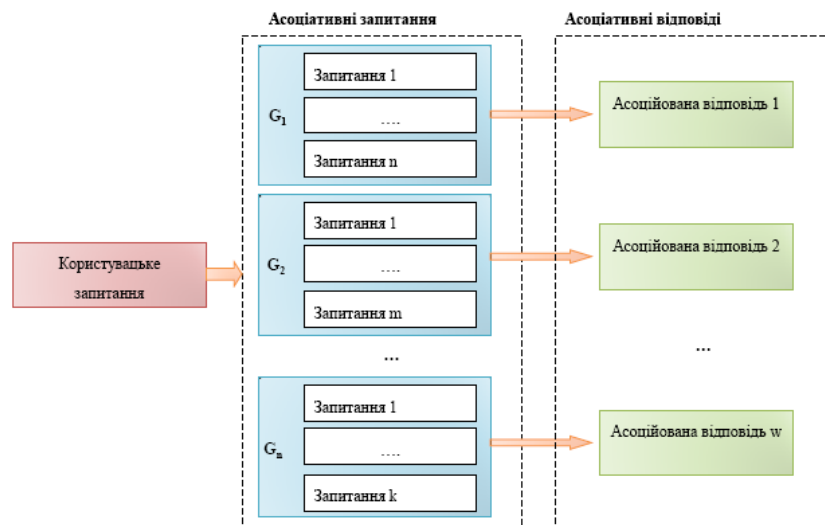 Асоціативні запитання
Асоціативні відповіді
Користувацьке
запитання
G1
Запитання 1
….
Запитання n
Асоційована відповідь 1
G2
Запитання 1
….
Запитання m
Асоційована відповідь 2
...
...
Gn
Запитання 1
….
Запитання k
Асоційована відповідь w